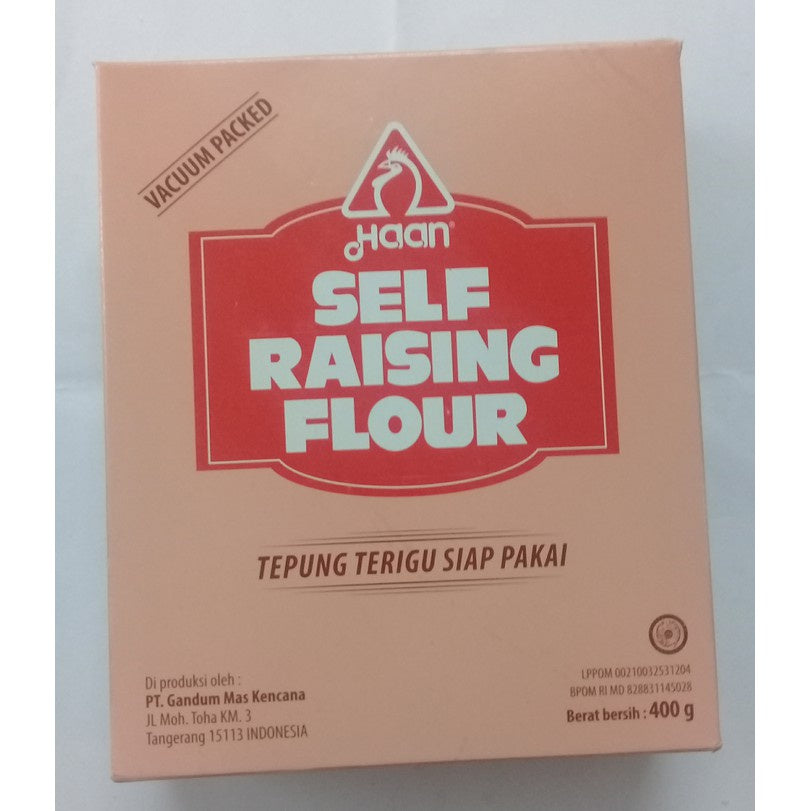 VACUUM PACKED
Haan®
SELF
RAISING
FLOUR
TEPUNG TERIGU SIAP PAKAI
Di produksi oleh :
PT. Gandum Mas Kencana
JL Moh. Toha KM. 3
Tangerang 15113 INDONESIA
LPPOM 00210032531204
BPOM RI MD 828831145028
Berat bersih : 400 g